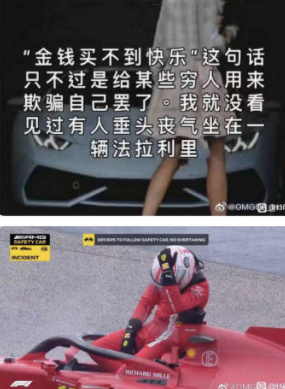 “金钱买不到快乐”这句话
只不过是给某些穷人用来
欺骗自己罢了。我就没看
见过有人垂头丧气坐在一
辆法拉利里
@OMG
AMG
SAFETY CAR
INCIDENT
DRIVERS TO FOLLOW SAFETY CAR, NO OVERTAKING
RICHARD MILLE
F1
@OMG